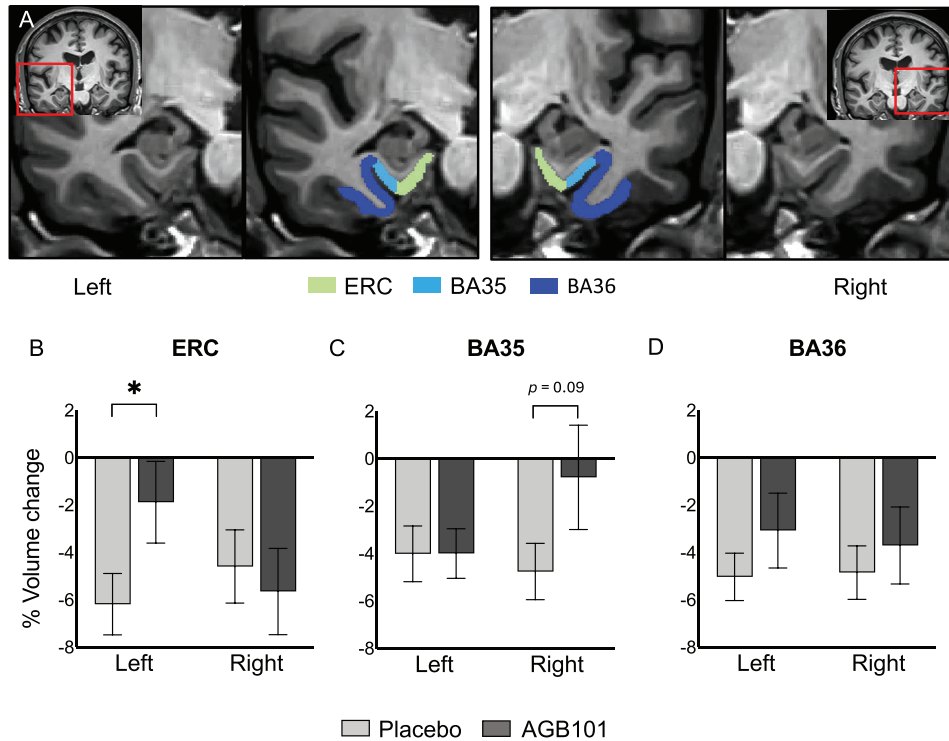 A
Left
ERC
BA35
BA36
Right
B
ERC
C
BA35
D
BA36
*
p = 0.09
% Volume change
2
0
-2
-4
-6
-8
Left
Right
2
0
-2
-4
-6
-8
Left
Right
2
0
-2
-4
-6
-8
Left
Right
Placebo
AGB101